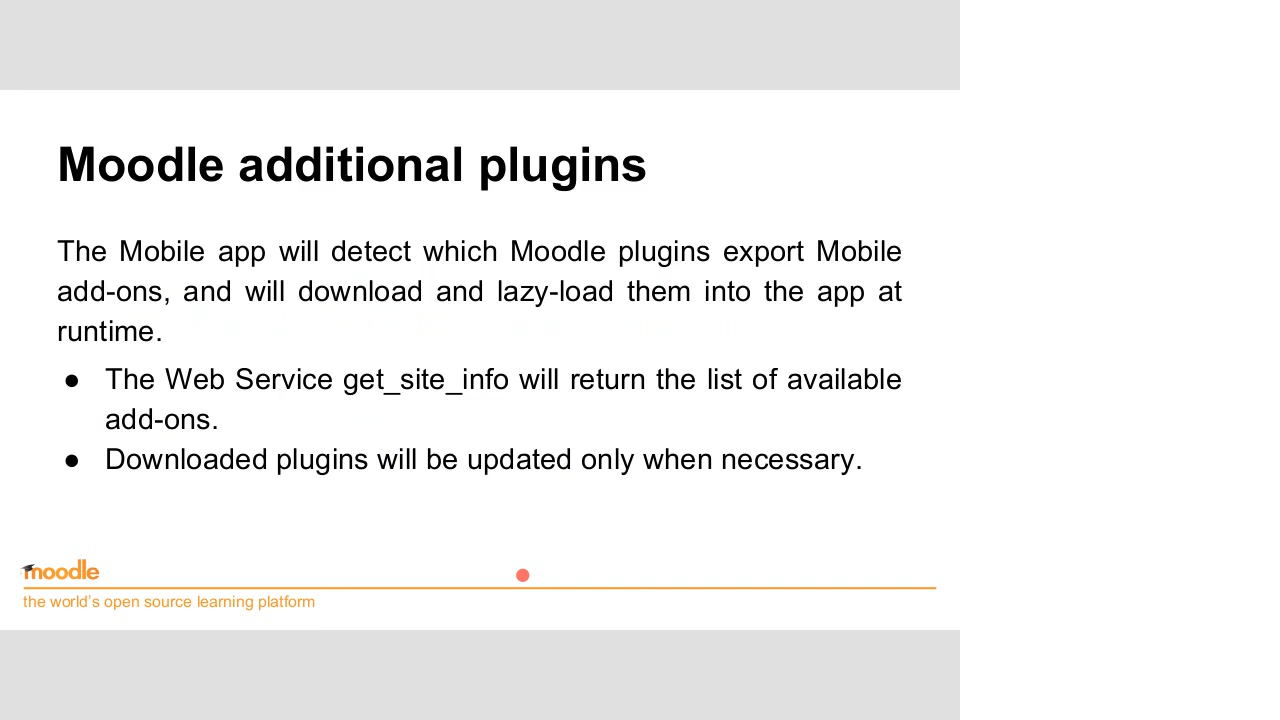 Moodle additional plugins
The Mobile app will detect which Moodle plugins export Mobile
add-ons, and will download and lazy-load them into the app at
runtime.
● The Web Service get_site_info will return the list of available
add-ons.
● Downloaded plugins will be updated only when necessary.
moodle
the world's open source learning platform